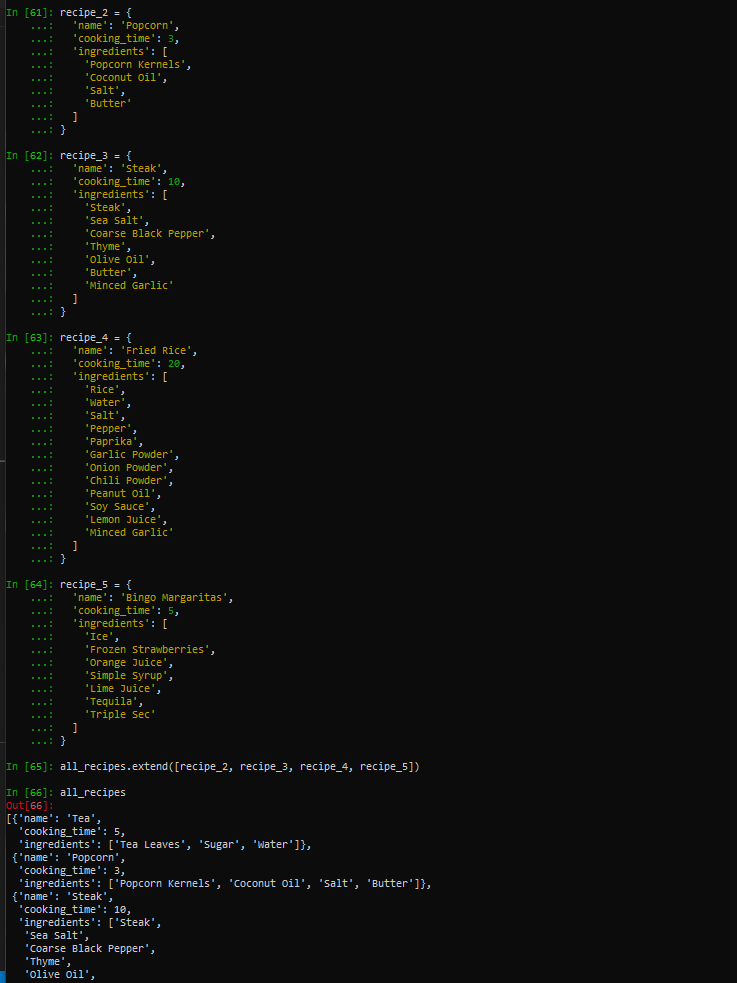 In [61]: recipe_2 = {
    ...:   'name': 'Popcorn',
    ...:   'cooking_time': 3,
    ...:   'ingredients': [
    ...:     'Popcorn Kernels',
    ...:     'Coconut Oil',
    ...:     'Salt',
    ...:     'Butter'
    ...:   ]
    ...: }
In [62]: recipe_3 = {
    ...:   'name': 'Steak',
    ...:   'cooking_time': 10,
    ...:   'ingredients': [
    ...:     'Steak',
    ...:     'Sea Salt',
    ...:     'Coarse Black Pepper',
    ...:     'Thyme',
    ...:     'Olive Oil',
    ...:     'Butter',
    ...:     'Minced Garlic'
    ...:   ]
    ...: }
In [63]: recipe_4 = {
    ...:   'name': 'Fried Rice',
    ...:   'cooking_time': 20,
    ...:   'ingredients': [
    ...:     'Rice',
    ...:     'Water',
    ...:     'Salt',
    ...:     'Pepper',
    ...:     'Paprika',
    ...:     'Garlic Powder',
    ...:     'Onion Powder',
    ...:     'Chili Powder',
    ...:     'Peanut Oil',
    ...:     'Soy Sauce',
    ...:     'Lemon Juice',
    ...:     'Minced Garlic'
    ...:   ]
    ...: }
In [64]: recipe_5 = {
    ...:   'name': 'Bingo Margaritas',
    ...:   'cooking_time': 5,
    ...:   'ingredients': [
    ...:     'Ice',
    ...:     'Frozen Strawberries',
    ...:     'Orange Juice',
    ...:     'Simple Syrup',
    ...:     'Lime Juice',
    ...:     'Tequila',
    ...:     'Triple Sec'
    ...:   ]
    ...: }
In [65]: all_recipes.extend([recipe_2, recipe_3, recipe_4, recipe_5])
In [66]: all_recipes
Out[66]:
[{'name': 'Tea',
  'cooking_time': 5,
  'ingredients': ['Tea Leaves', 'Sugar', 'Water']},
 {'name': 'Popcorn',
  'cooking_time': 3,
  'ingredients': ['Popcorn Kernels', 'Coconut Oil', 'Salt', 'Butter']},
 {'name': 'Steak',
  'cooking_time': 10,
  'ingredients': ['Steak',
   'Sea Salt',
   'Coarse Black Pepper',
   'Thyme',
   'Olive Oil',